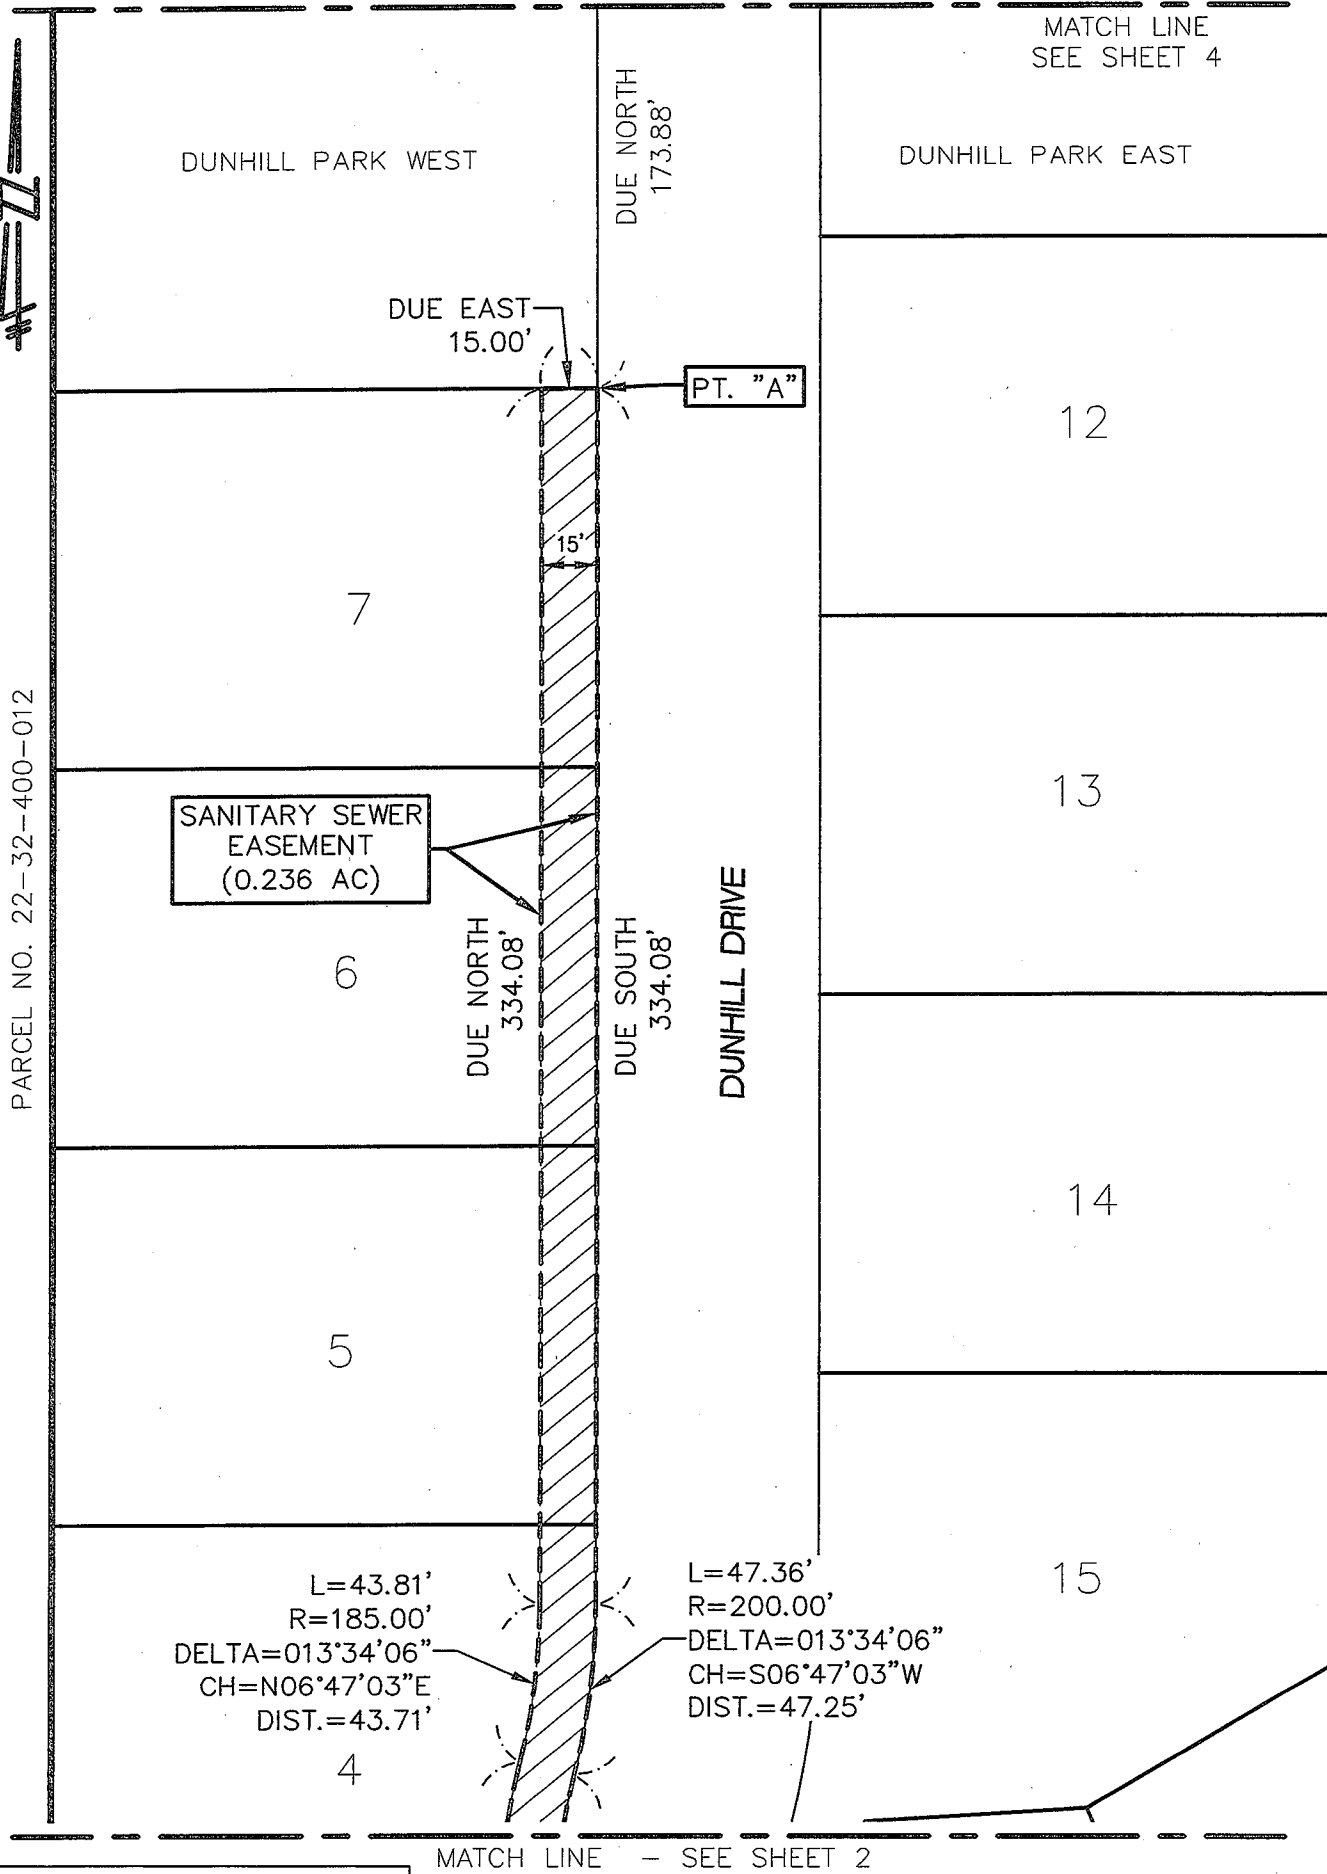 MATCH LINE
SEE SHEET 4
DUNHILL PARK WEST
DUE NORTH
173.88'
DUNHILL PARK EAST
N
DUE EAST
15.00'
PT. "A"
12
15'
7
PARCEL NO. 22-32-400-012
13
SANITARY SEWER
EASEMENT
(0.236 AC)
6
DUE NORTH
334.08'
DUE SOUTH
334.08'
DUNHILL DRIVE
14
5
L=43.81'
R=185.00'
DELTA=013°34'06"
CH=N06°47'03"E
DIST.=43.71'
L=47.36'
R=200.00'
DELTA=013°34'06"
CH=S06°47'03"W
DIST.=47.25'
15
4
MATCH LINE - SEE SHEET 2